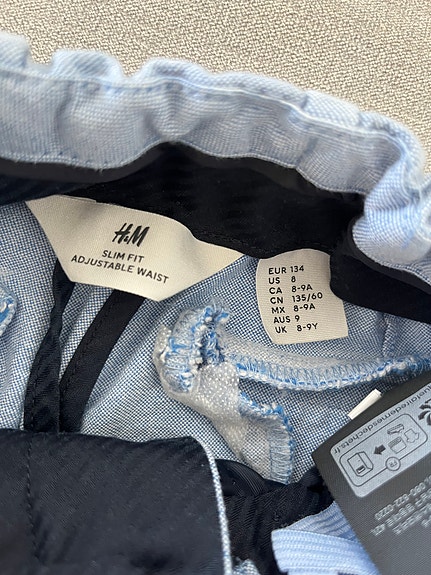 H&M
SLIM FIT
ADJUSTABLE WAIST
EUR 134
US 8
CA 8-9A
CN 135/60
MX 8-9A
AUS 9
UK 8-9Y